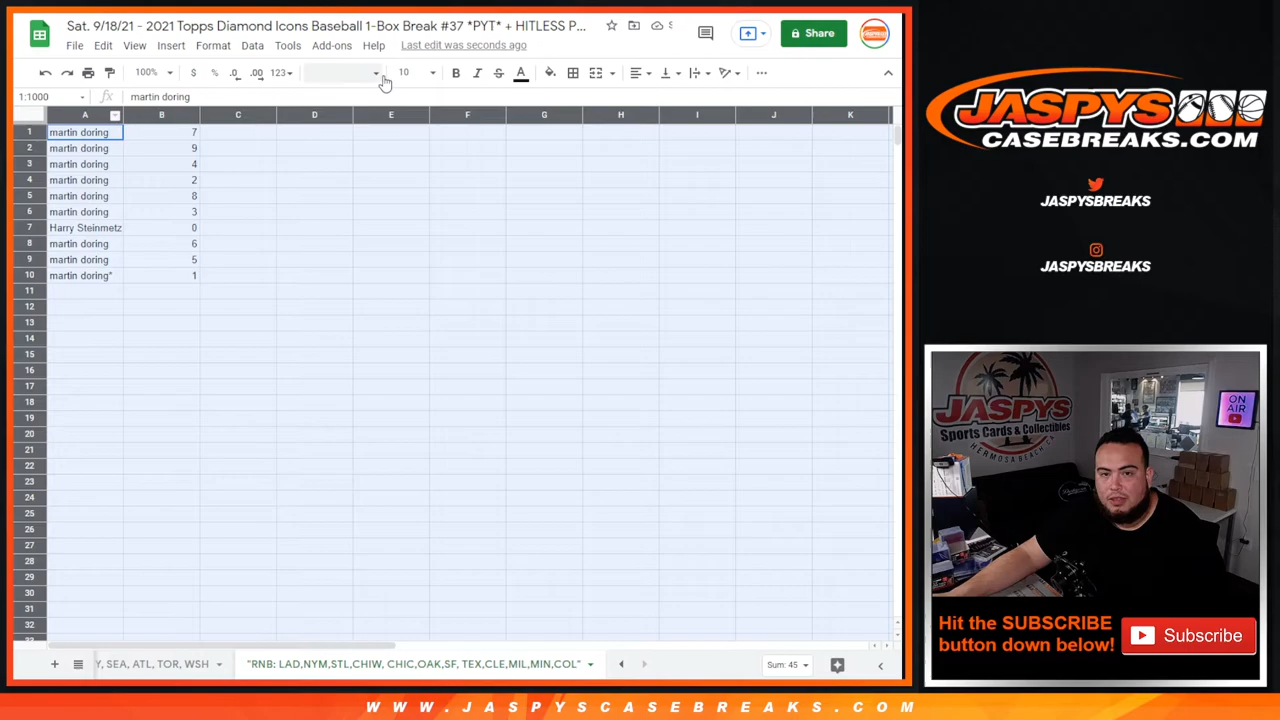 Sat. 9/18/21 - 2021 Topps Diamond Icons Baseball 1-Box Break #37 *PYT* + HITLESS P...
File Edit View Insert Format Data Tools Add-ons Help Last edit was seconds ago
Share
100% $ % .0 .00 123 10 B I S A
1:1000 fx martin doring
A B C D E F G H I J K
1 martin doring 7
2 martin doring 9
3 martin doring 4
4 martin doring 2
5 martin doring 8
6 martin doring 3
7 Harry Steinmetz 0
8 martin doring 6
9 martin doring 5
10 martin doring* 1
11
12
13
14
15
16
17
18
19
20
21
22
23
24
25
26
27
28
29
30
31
32
Y, SEA, ATL, TOR, WSH "RNB: LAD,NYM,STL,CHIW, CHIC,OAK,SF, TEX,CLE,MIL,MIN,COL" Sum: 45
JASPYS
CASEBREAKS.COM
JASPYSBREAKS
JASPYSBREAKS
JASPYS
Sports Cards & Collectibles
HERMOSA BEACH, CA
ON AIR
Hit the SUBSCRIBE
button down below!
Subscribe
WWW.JASPYSCASEBREAKS.COM